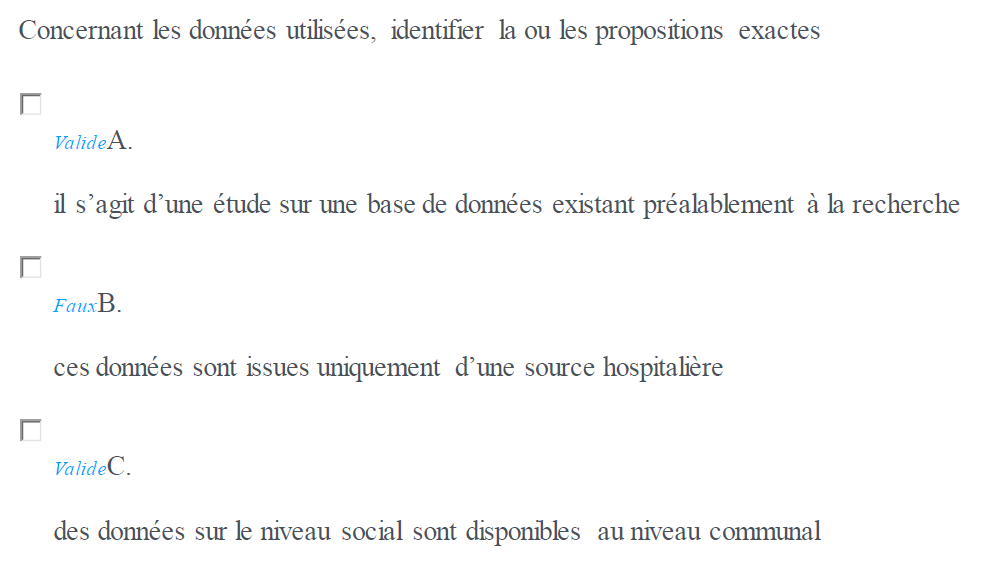 Concernant les données utilisées, identifier la ou les propositions exactes
ValideA.
il s’agit d’une étude sur une base de données existant préalablement à la recherche
FauxB.
ces données sont issues uniquement d’une source hospitalière
ValideC.
des données sur le niveau social sont disponibles au niveau communal